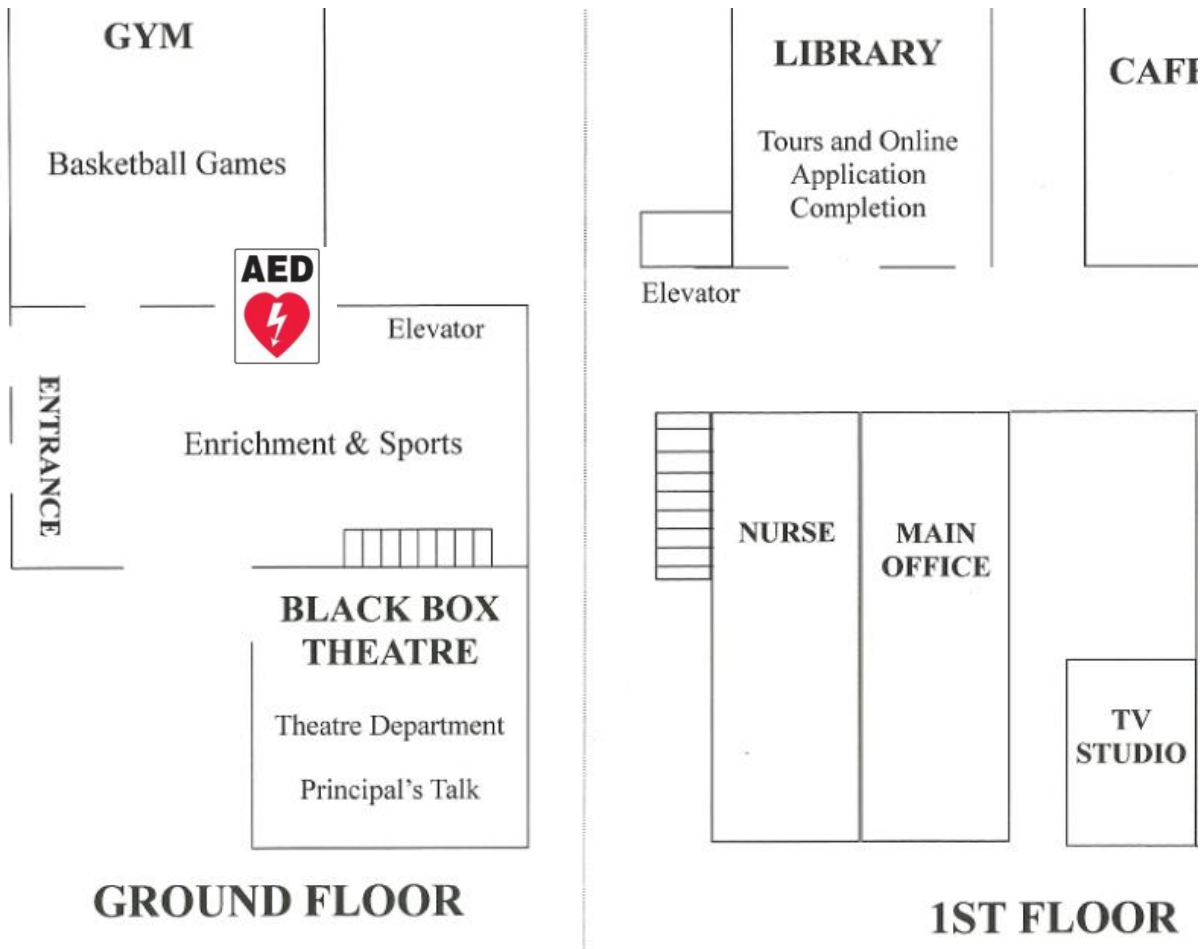 GYM
Basketball Games
AED
Elevator
ENTRANCE
Enrichment & Sports
BLACK BOX
THEATRE
Theatre Department
Principal's Talk
GROUND FLOOR
LIBRARY
Tours and Online
Application
Completion
Elevator
CAFE
NURSE
MAIN
OFFICE
TV
STUDIO
1ST FLOOR